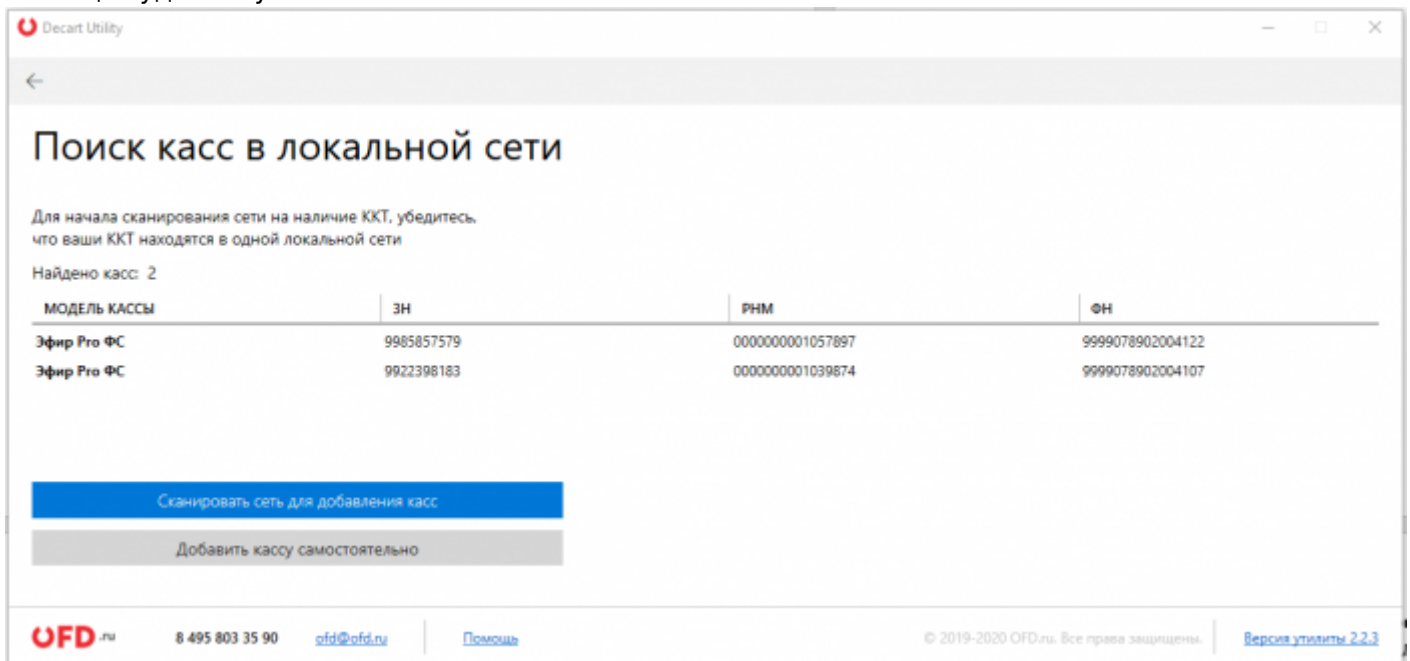 Decart Utility
Поиск касс в локальной сети
Для начала сканирования сети на наличие ККТ, убедитесь,
что ваши ККТ находятся в одной локальной сети
Найдено касс: 2
МОДЕЛЬ КАССЫ ЗН РНМ ФН
Эфир Pro ФС 9985857579 0000000001057897 9999078902004122
Эфир Pro ФС 9922398183 0000000001039874 9999078902004107
Сканировать сеть для добавления касс
Добавить кассу самостоятельно
OFD.ru 8 495 803 35 90 ofd@ofd.ru Помощь © 2019-2020 OFD.ru. Все права защищены. Версия утилиты 2.2.3